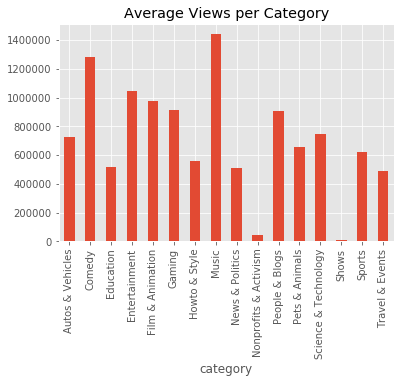 Average Views per Category
1400000
1200000
1000000
800000
600000
400000
200000
0
Autos & Vehicles
Comedy
Education
Entertainment
Film & Animation
Gaming
Howto & Style
Music
News & Politics
Nonprofits & Activism
People & Blogs
Pets & Animals
Science & Technology
Shows
Sports
Travel & Events
category